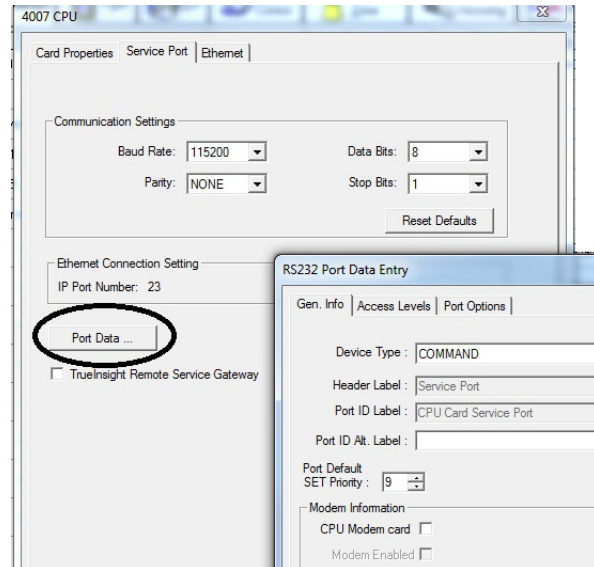 4007 CPU
Card Properties Service Port Ethernet
Communication Settings
Baud Rate: 115200 Data Bits: 8
Parity: NONE Stop Bits: 1
Reset Defaults
Ethernet Connection Setting
IP Port Number: 23
Port Data ...
TrueInsight Remote Service Gateway
RS232 Port Data Entry
Gen. Info Access Levels Port Options
Device Type : COMMAND
Header Label : Service Port
Port ID Label : CPU Card Service Port
Port ID Alt. Label :
Port Default
SET Priority : 9
Modem Information
CPU Modem card
Modem Enabled